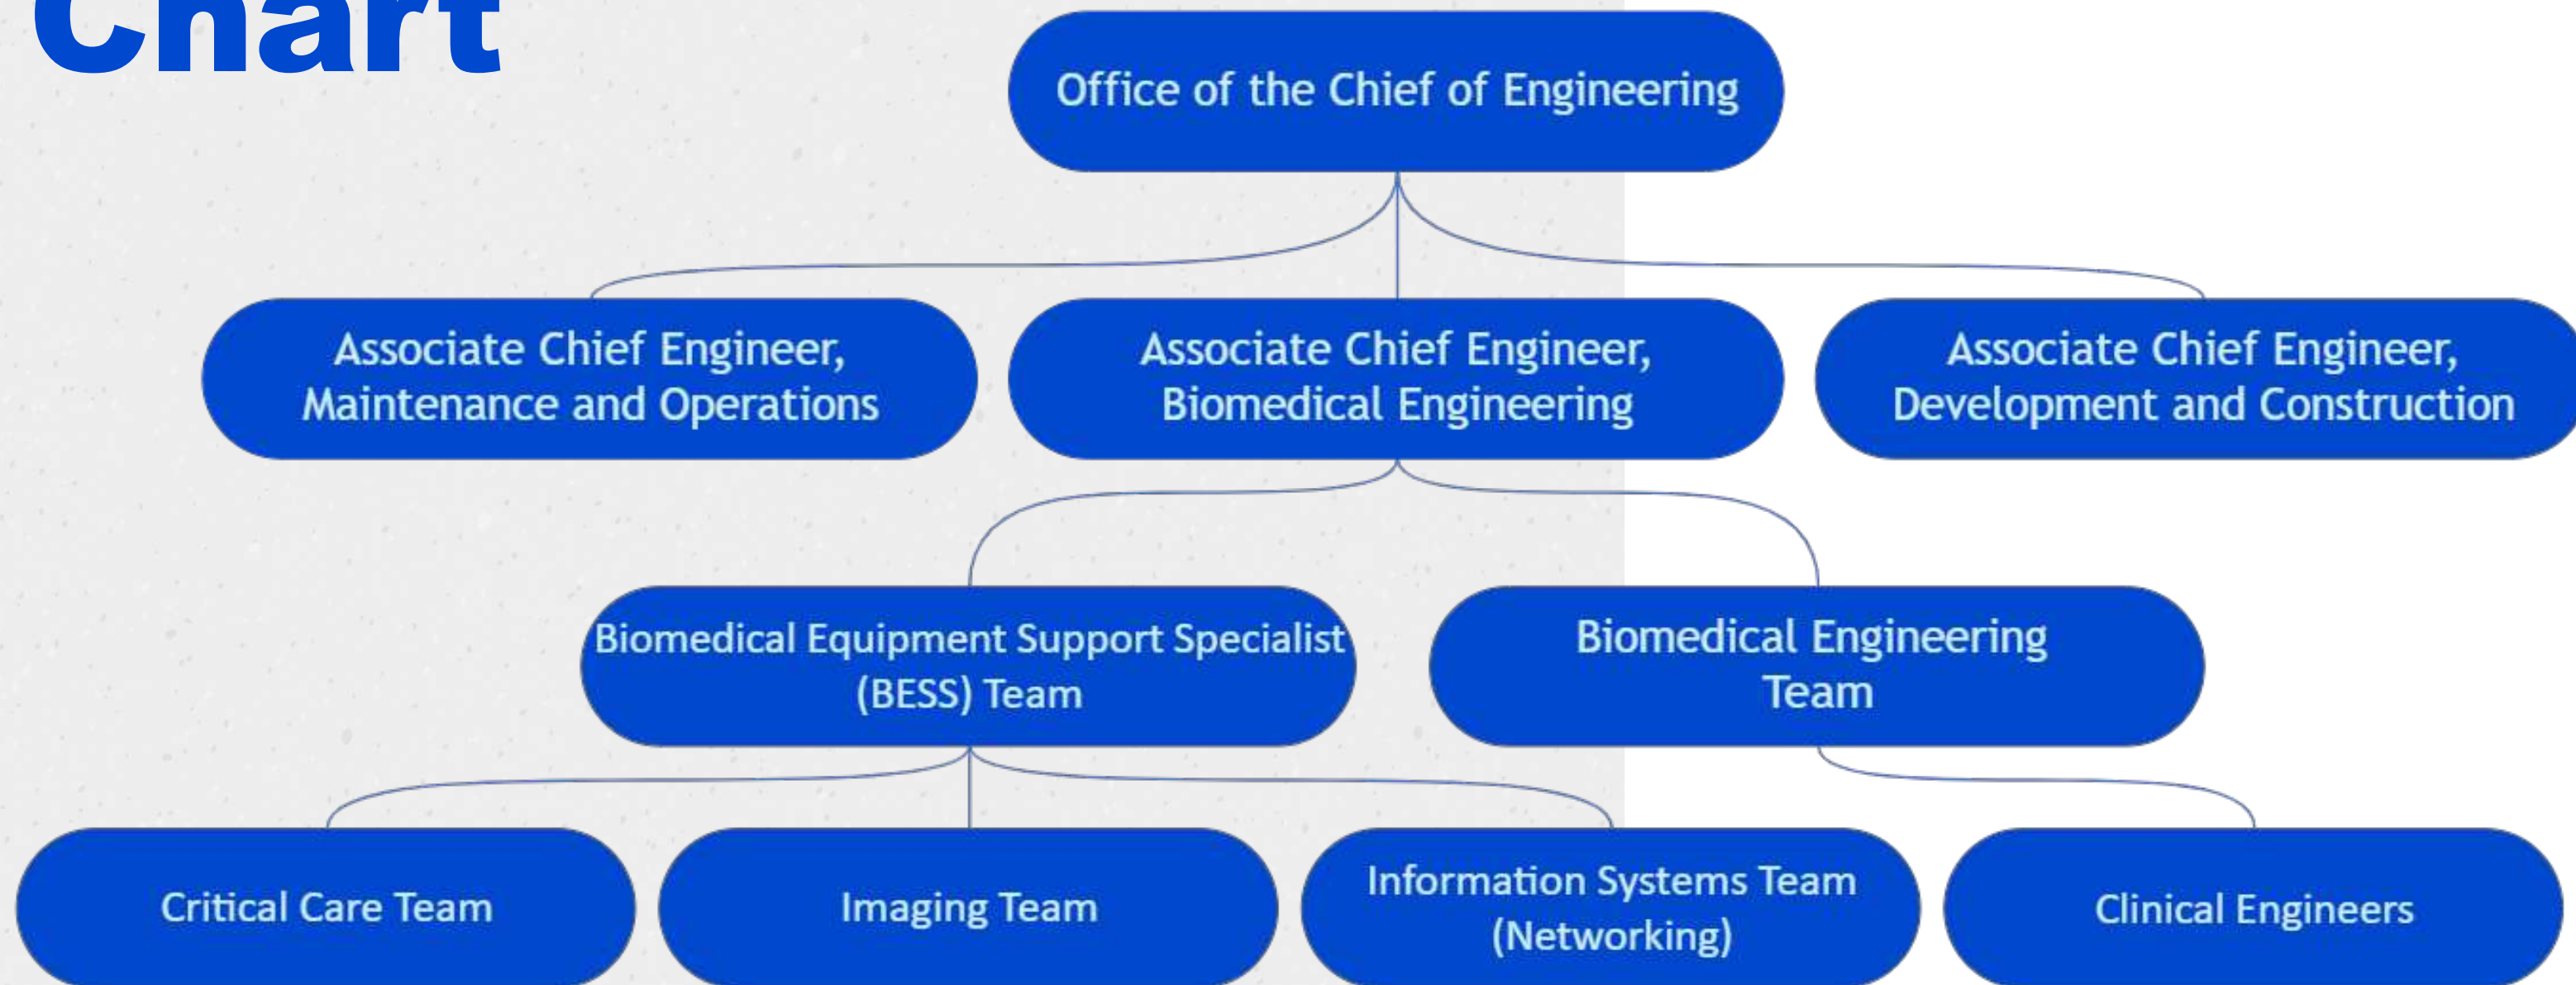 Chart
Office of the Chief of Engineering
Associate Chief Engineer,
Maintenance and Operations
Associate Chief Engineer,
Biomedical Engineering
Associate Chief Engineer,
Development and Construction
Biomedical Equipment Support Specialist
(BESS) Team
Biomedical Engineering
Team
Critical Care Team
Imaging Team
Information Systems Team
(Networking)
Clinical Engineers